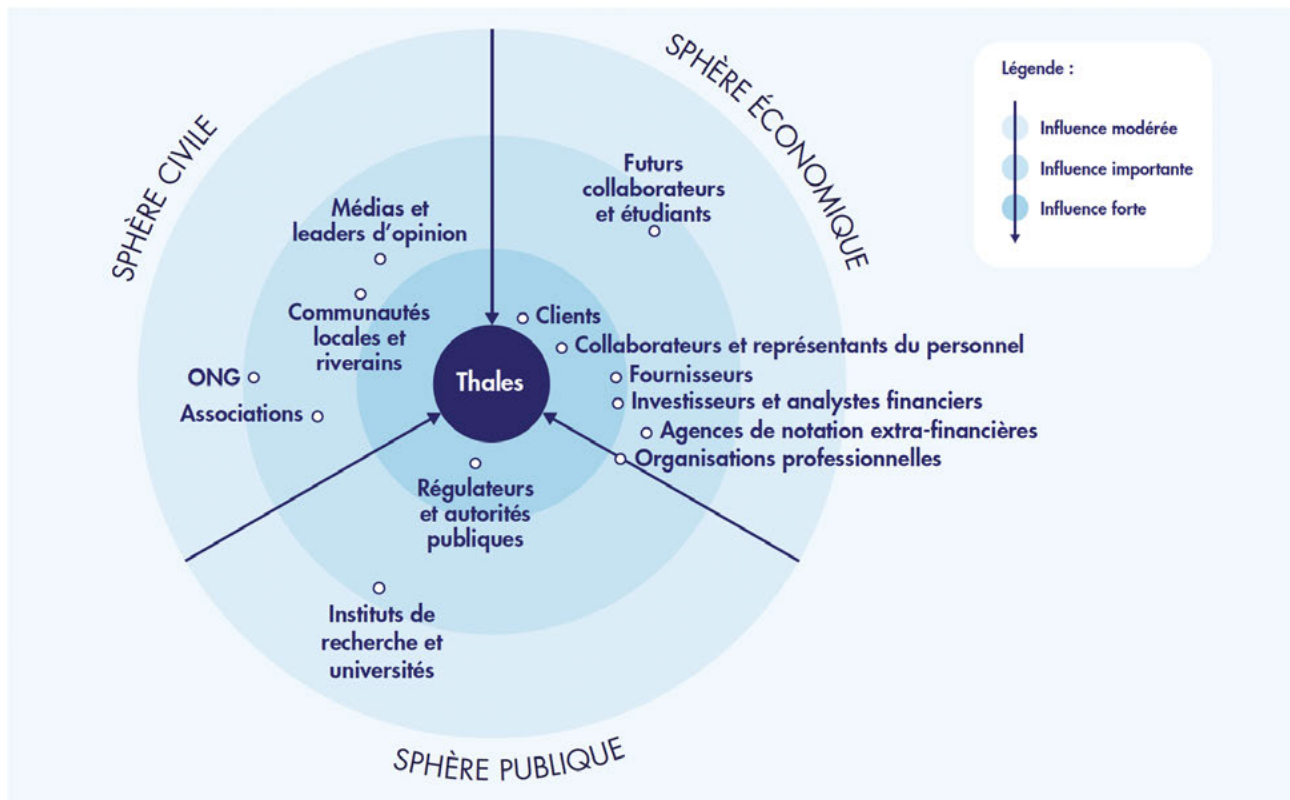 SPHÈRE CIVILE
SPHÈRE ÉCONOMIQUE
Légende :
Influence modérée
Influence importante
Influence forte
Futurs
collaborateurs
et étudiants
Médias et
leaders d’opinion
Communautés
locales et
riverains
ONG
Associations
Thales
Clients
Collaborateurs et représentants du personnel
Fournisseurs
Investisseurs et analystes financiers
Agences de notation extra-financières
Organisations professionnelles
Régulateurs
et autorités
publiques
Instituts de
recherche et
universités
SPHÈRE PUBLIQUE